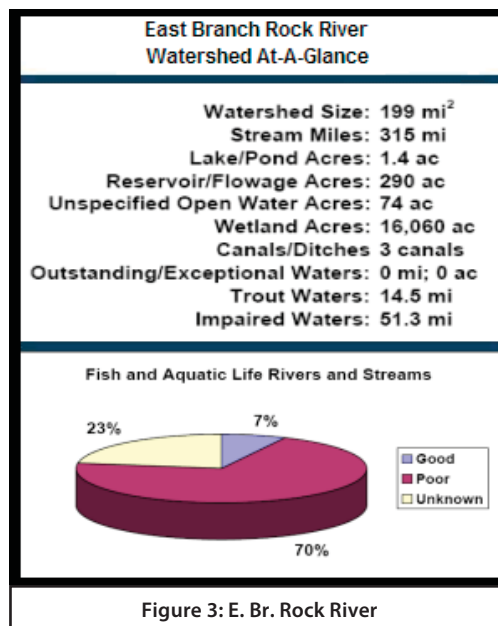 East Branch Rock River
Watershed At-A-Glance
Watershed Size: 199 mi²
Stream Miles: 315 mi
Lake/Pond Acres: 1.4 ac
Reservoir/Flowage Acres: 290 ac
Unspecified Open Water Acres: 74 ac
Wetland Acres: 16,060 ac
Canals/Ditches 3 canals
Outstanding/Exceptional Waters: 0 mi; 0 ac
Trout Waters: 14.5 mi
Impaired Waters: 51.3 mi
Fish and Aquatic Life Rivers and Streams
7%
23%
Good
Poor
Unknown
70%
Figure 3: E. Br. Rock River